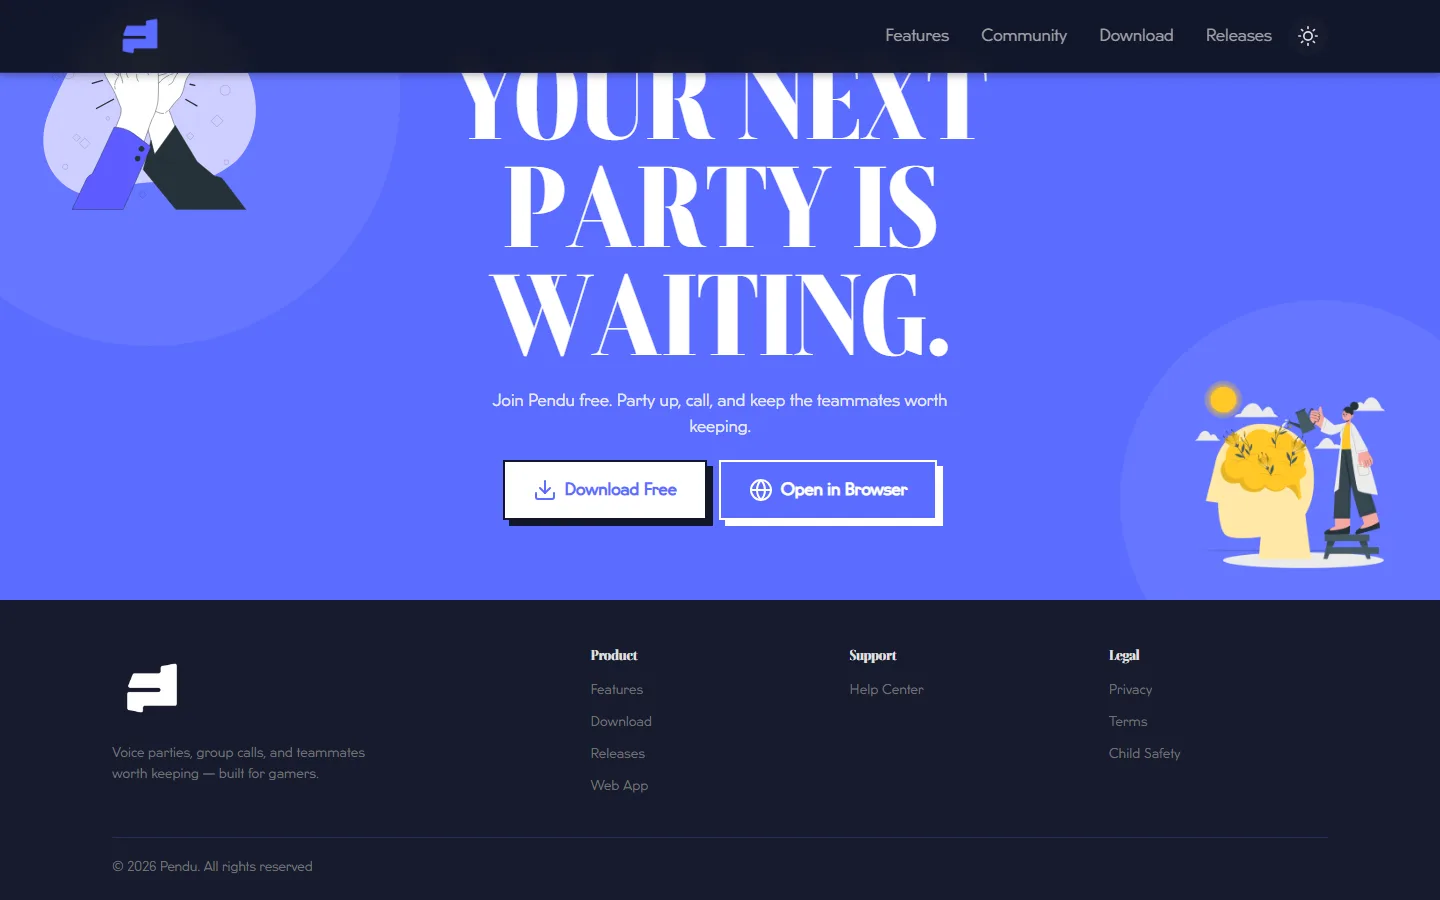 Features
Community
Download
Releases
YOUR NEXT
PARTY IS
WAITING.
Join Pendu free. Party up, call, and keep the teammates worth
keeping.
Download Free
Open in Browser
Voice parties, group calls, and teammates
worth keeping — built for gamers.
Product
Features
Download
Releases
Web App
Support
Help Center
Legal
Privacy
Terms
Child Safety
© 2026 Pendu. All rights reserved